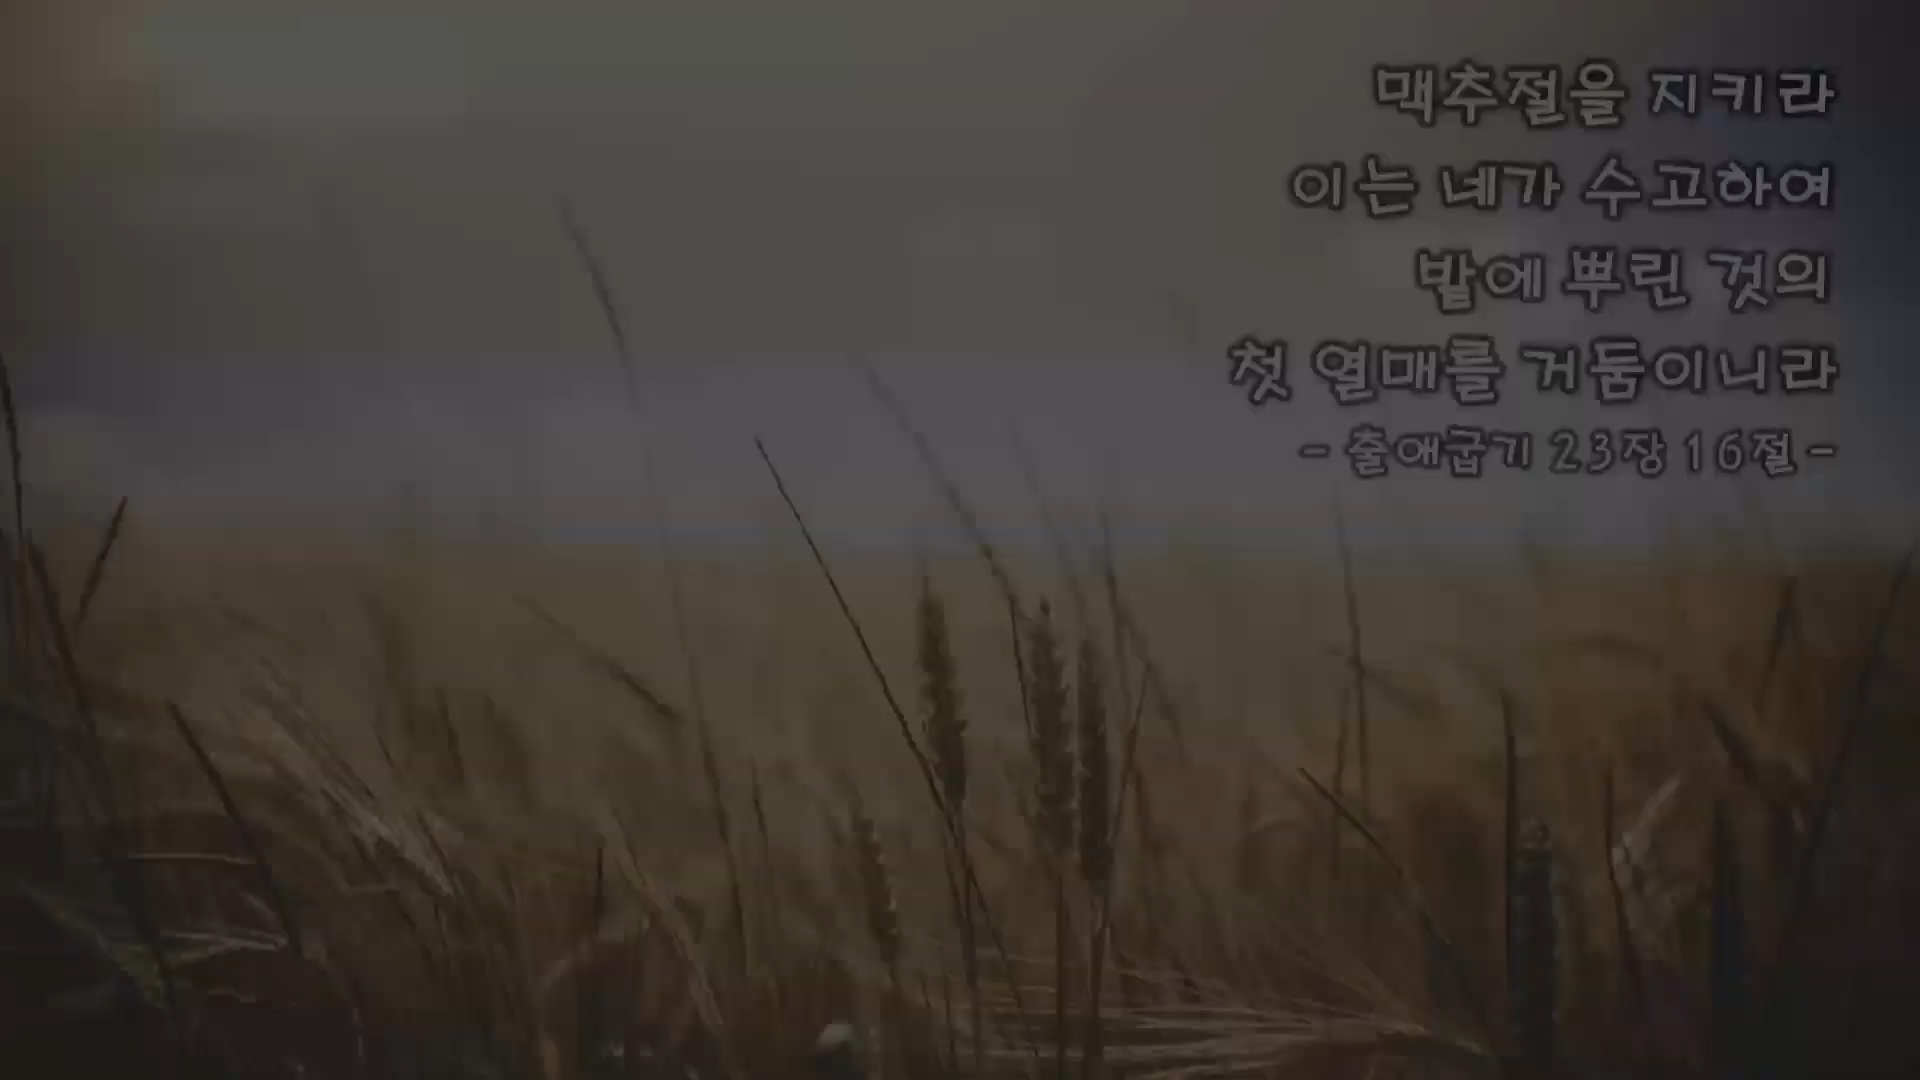 맥추절을 지키라
이는 네가 수고하여
밭에 뿌린 것의
첫 열매를 거둠이니라
- 출애굽기 23장 16절 -